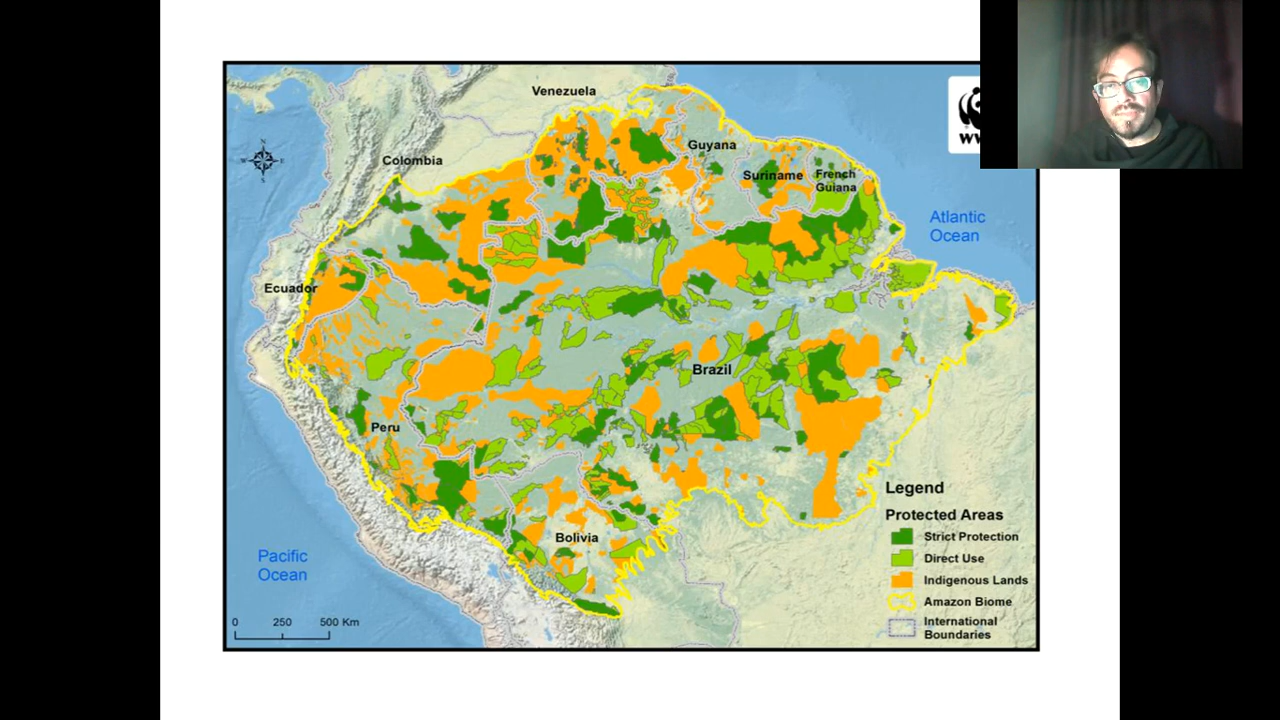 Venezuela
Guyana
Colombia
Suriname
French
Guiana
Atlantic
Ocean
Ecuador
Brazil
Peru
Bolivia
Pacific
Ocean
0 250 500 Km
Legend
Protected Areas
Strict Protection
Direct Use
Indigenous Lands
Amazon Biome
International
Boundaries